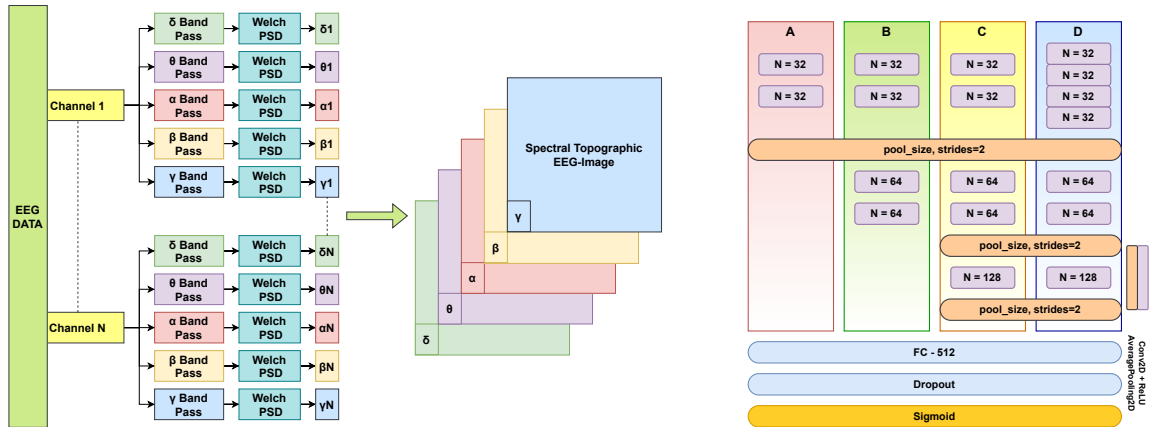 EEG
DATA
Channel 1
δ Band
Pass
Welch
PSD
δ1
θ Band
Pass
Welch
PSD
θ1
α Band
Pass
Welch
PSD
α1
β Band
Pass
Welch
PSD
β1
γ Band
Pass
Welch
PSD
γ1
Channel N
δ Band
Pass
Welch
PSD
δN
θ Band
Pass
Welch
PSD
θN
α Band
Pass
Welch
PSD
αN
β Band
Pass
Welch
PSD
βN
γ Band
Pass
Welch
PSD
γN
Spectral Topographic
EEG-Image
γ
β
α
θ
δ
A
B
C
D
N = 32
N = 32
N = 32
N = 32
N = 32
N = 32
N = 32
N = 32
N = 32
N = 32
pool_size, strides=2
N = 64
N = 64
N = 64
N = 64
N = 64
N = 64
pool_size, strides=2
N = 128
N = 128
pool_size, strides=2
FC - 512
Dropout
Sigmoid
Conv2D + ReLU
AveragePooling2D